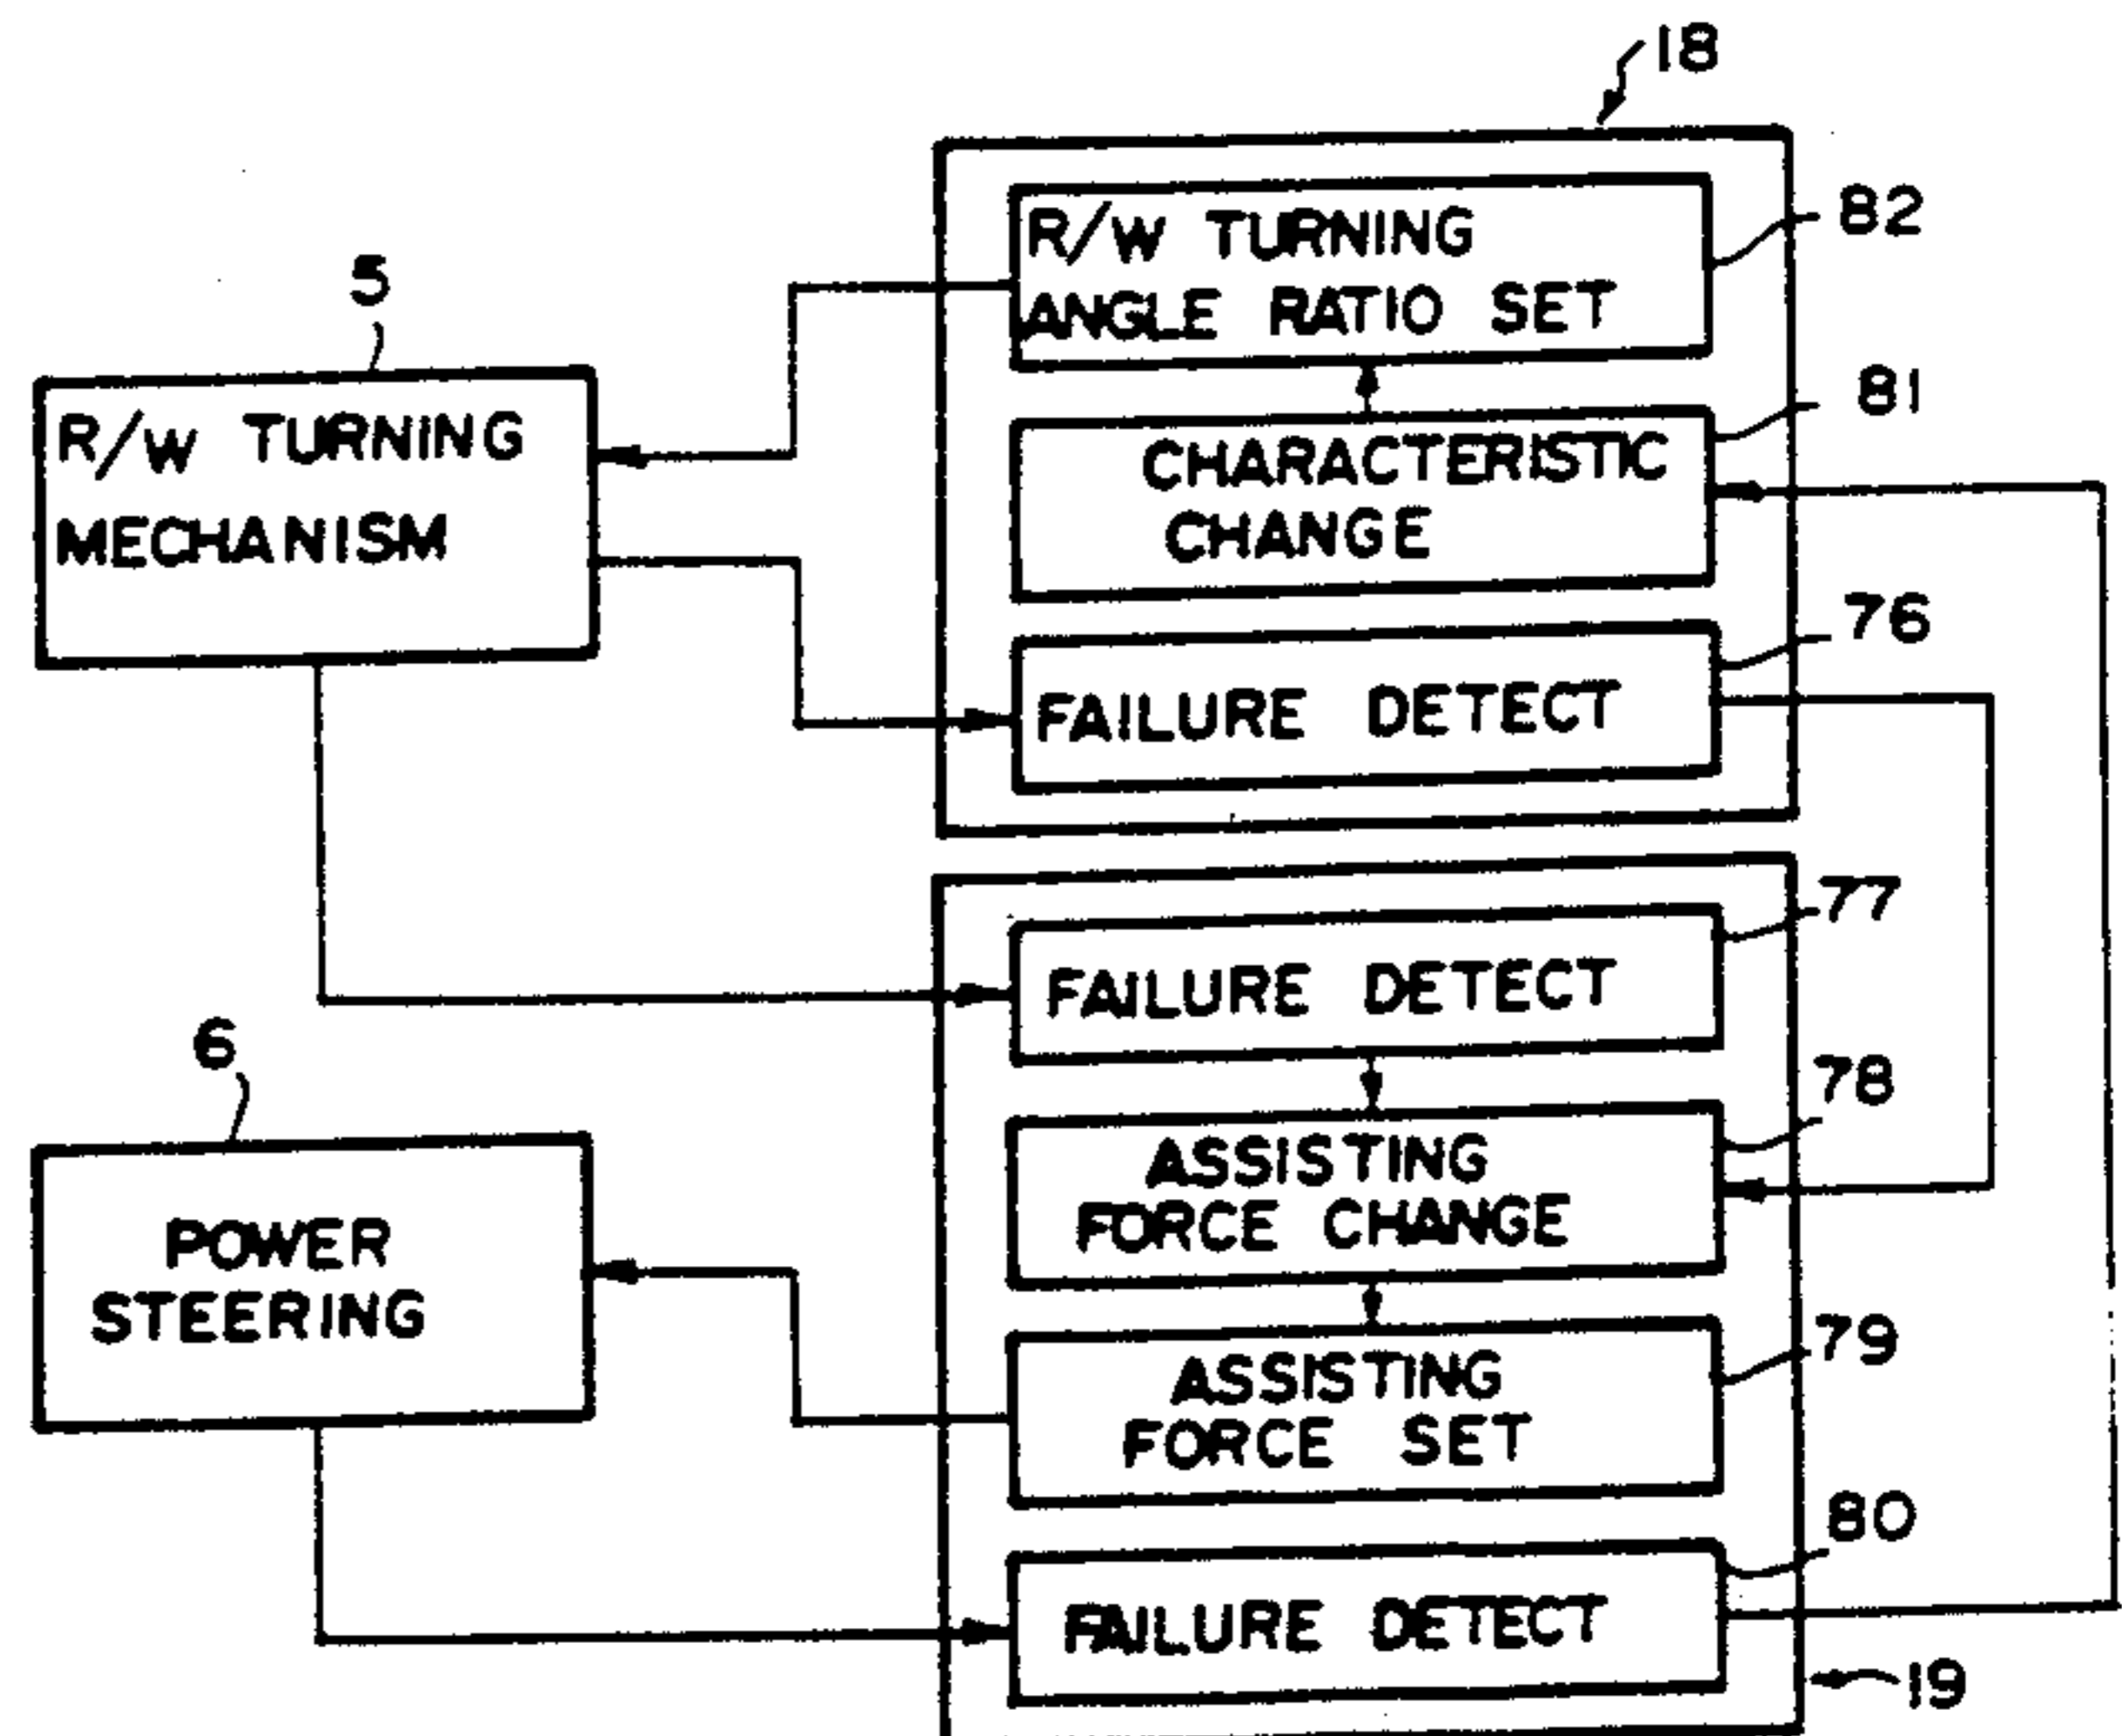 18
R/W TURNING
ANGLE RATIO SET
82
5
R/W TURNING
MECHANISM
CHARACTERISTIC
CHANGE
81
FAILURE DETECT
76
FAILURE DETECT
77
6
POWER
STEERING
ASSISTING
FORCE CHANGE
78
ASSISTING
FORCE SET
79
FAILURE DETECT
80
19